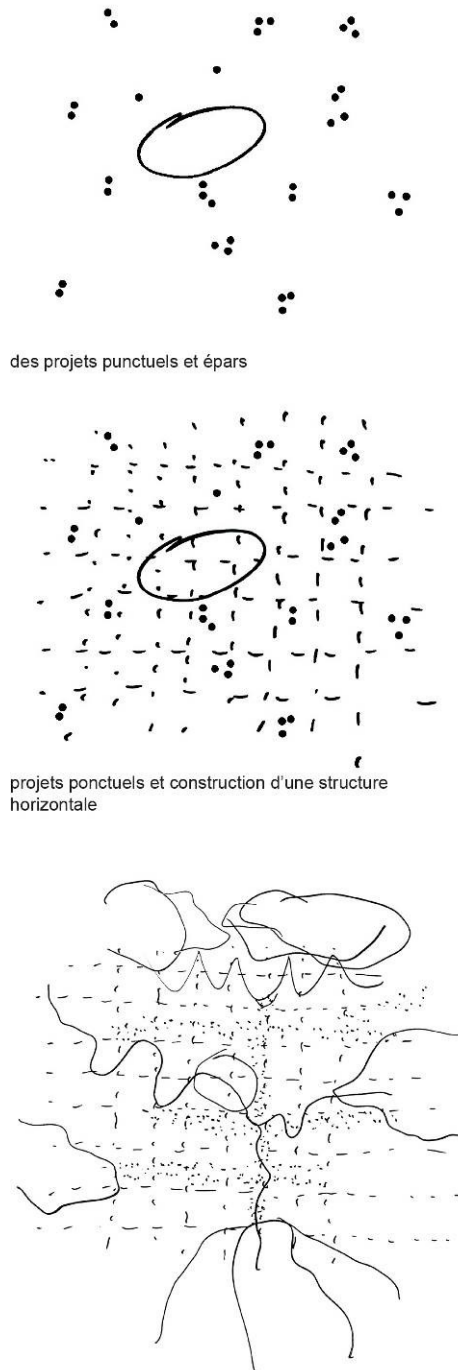 des projets punctuels et épars
projets ponctuels et construction d'une structure
horizontale